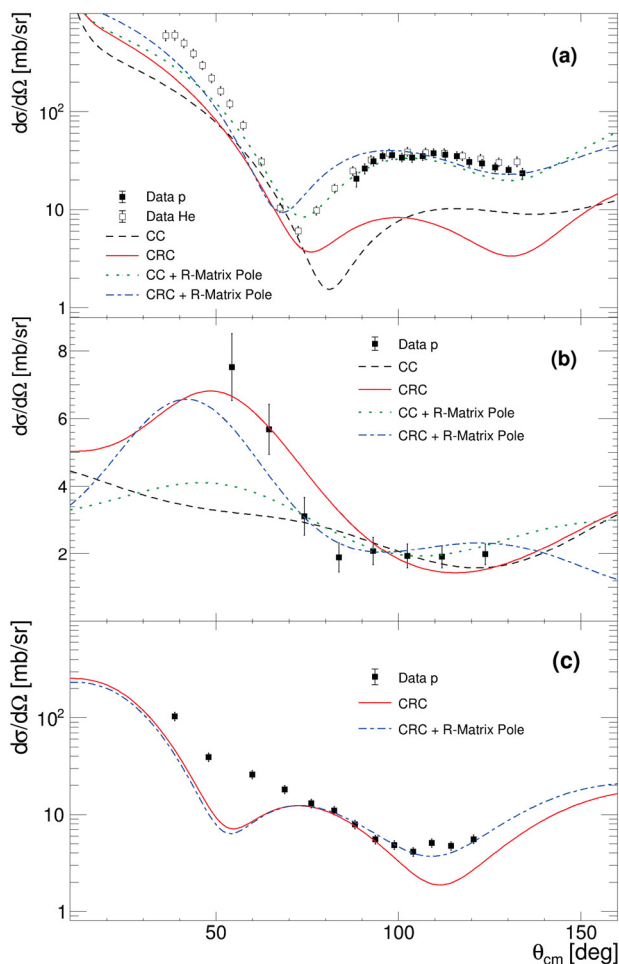 dσ/dΩ [mb/sr]
10²
10
1
(a)
Data p
Data He
CC
CRC
CC + R-Matrix Pole
CRC + R-Matrix Pole
dσ/dΩ [mb/sr]
8
6
4
2
(b)
Data p
CC
CRC
CC + R-Matrix Pole
CRC + R-Matrix Pole
dσ/dΩ [mb/sr]
10²
10
1
(c)
Data p
CRC
CRC + R-Matrix Pole
50 100 150
θcm [deg]